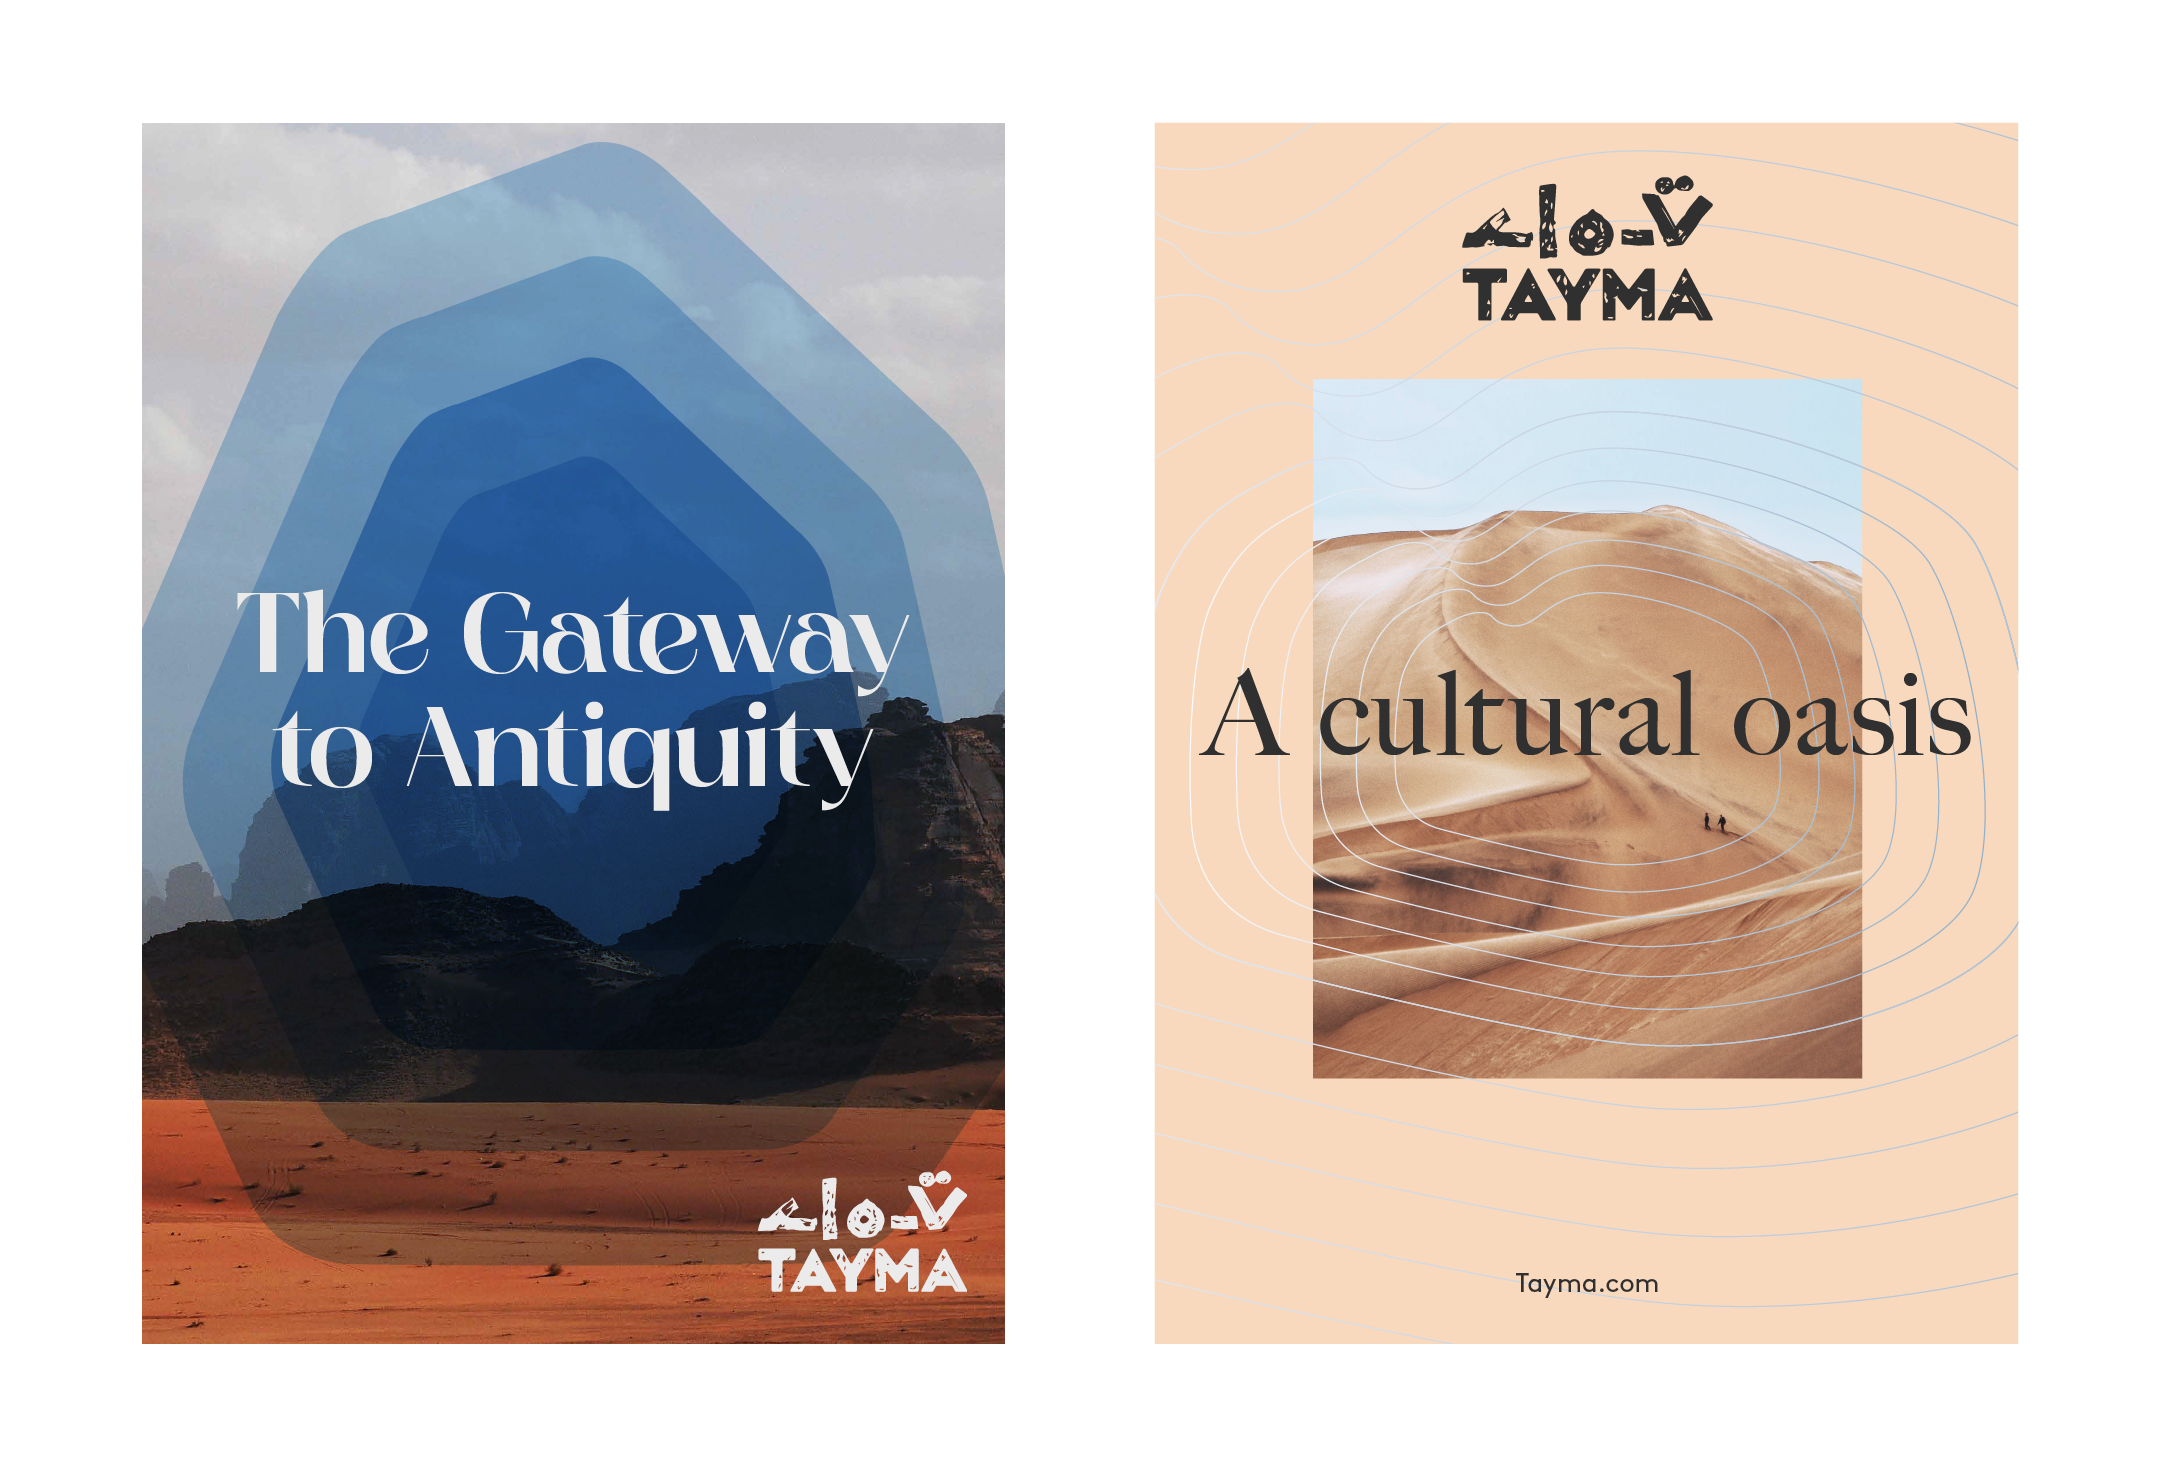 The Gateway
to Antiquity
تيماء
TAYMA
تيماء
TAYMA
A cultural oasis
Tayma.com